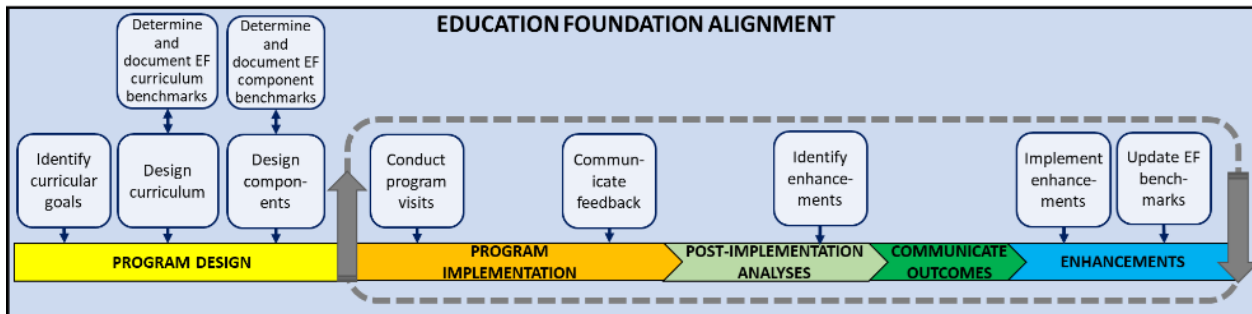 EDUCATION FOUNDATION ALIGNMENT
Determine and
document EF
curriculum
benchmarks
Determine and
document EF
component
benchmarks
Identify
curricular
goals
Design
curriculum
Design
compon-
ents
Conduct
program
visits
Commun-
icate
feedback
Identify
enhance-
ments
Implement
enhance-
ments
Update EF
bench-
marks
PROGRAM DESIGN
PROGRAM
IMPLEMENTATION
POST-IMPLEMENTATION
ANALYSES
COMMUNICATE
OUTCOMES
ENHANCEMENTS